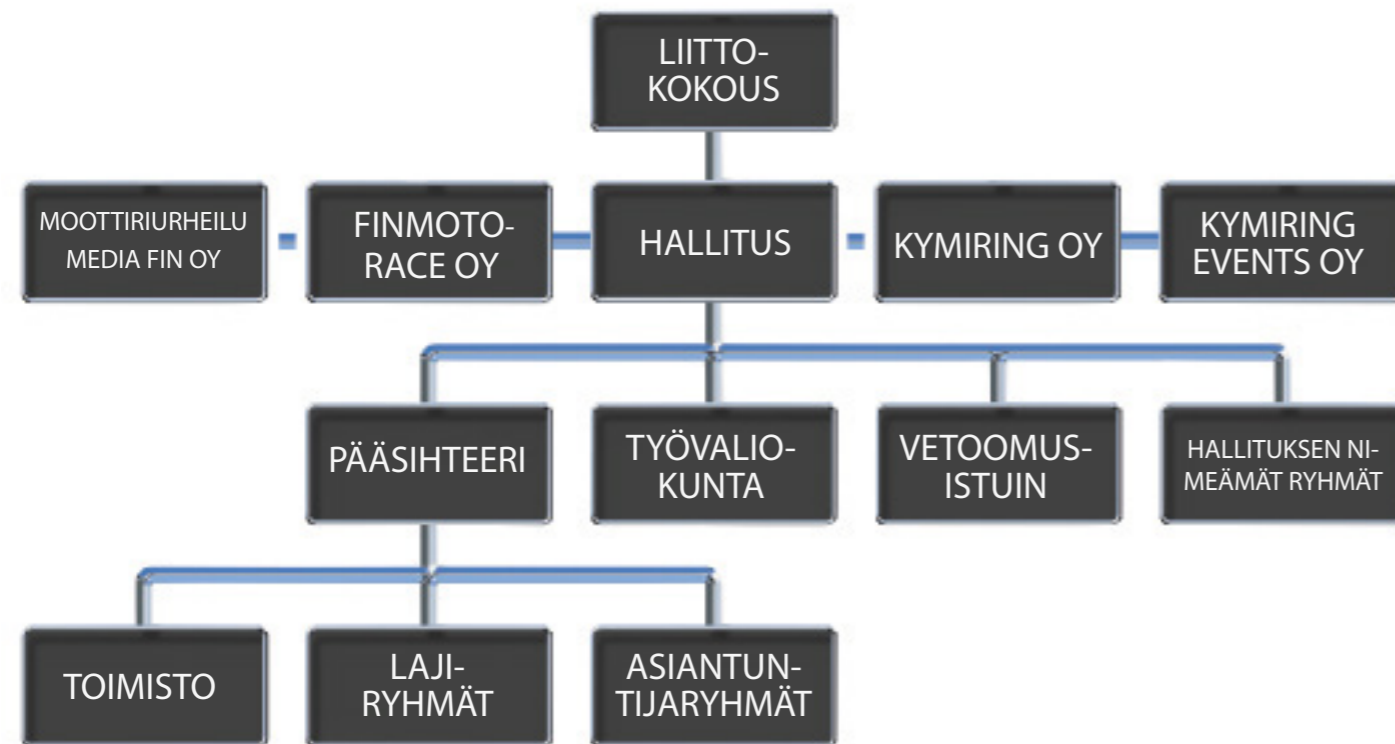 LIITTO-
KOKOUS
MOOTTIRIURHEILU
MEDIA FIN OY
FINMOTO-
RACE OY
HALLITUS
KYMIRING OY
KYMIRING
EVENTS OY
PÄÄSIHTEERI
TYÖVALIO-
KUNTA
VETOOMUS-
ISTUIN
HALLITUKSEN NI-
MEÄMÄT RYHMÄT
TOIMISTO
LAJI-
RYHMÄT
ASIANTUN-
TIJARYHMÄT